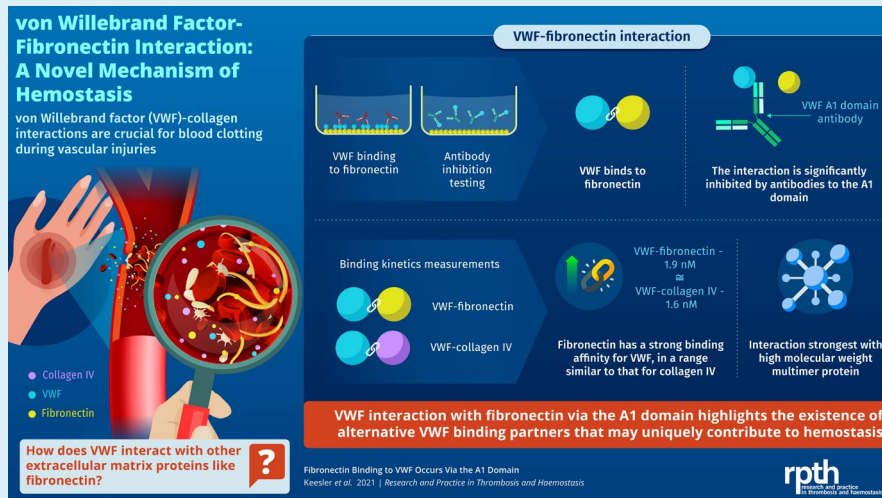 von Willebrand Factor-
Fibronectin Interaction:
A Novel Mechanism of
Hemostasis
von Willebrand factor (VWF)-collagen
interactions are crucial for blood clotting
during vascular injuries
Collagen IV
VWF
Fibronectin
How does VWF interact with other
extracellular matrix proteins like
fibronectin?
?
VWF-fibronectin interaction
VWF binding
to fibronectin
Antibody
inhibition
testing
VWF binds to
fibronectin
VWF A1 domain
antibody
The interaction is significantly
inhibited by antibodies to the A1
domain
Binding kinetics measurements
VWF-fibronectin
VWF-collagen IV
VWF-fibronectin -
1.9 nM
≅
VWF-collagen IV -
1.6 nM
Fibronectin has a strong binding
affinity for VWF, in a range
similar to that for collagen IV
Interaction strongest with
high molecular weight
multimer protein
VWF interaction with fibronectin via the A1 domain highlights the existence of
alternative VWF binding partners that may uniquely contribute to hemostasis
Fibronectin Binding to VWF Occurs Via the A1 Domain
Keesler et al. 2021 | Research and Practice in Thrombosis and Haemostasis
rpth
research and practice
in thrombosis and haemostasis